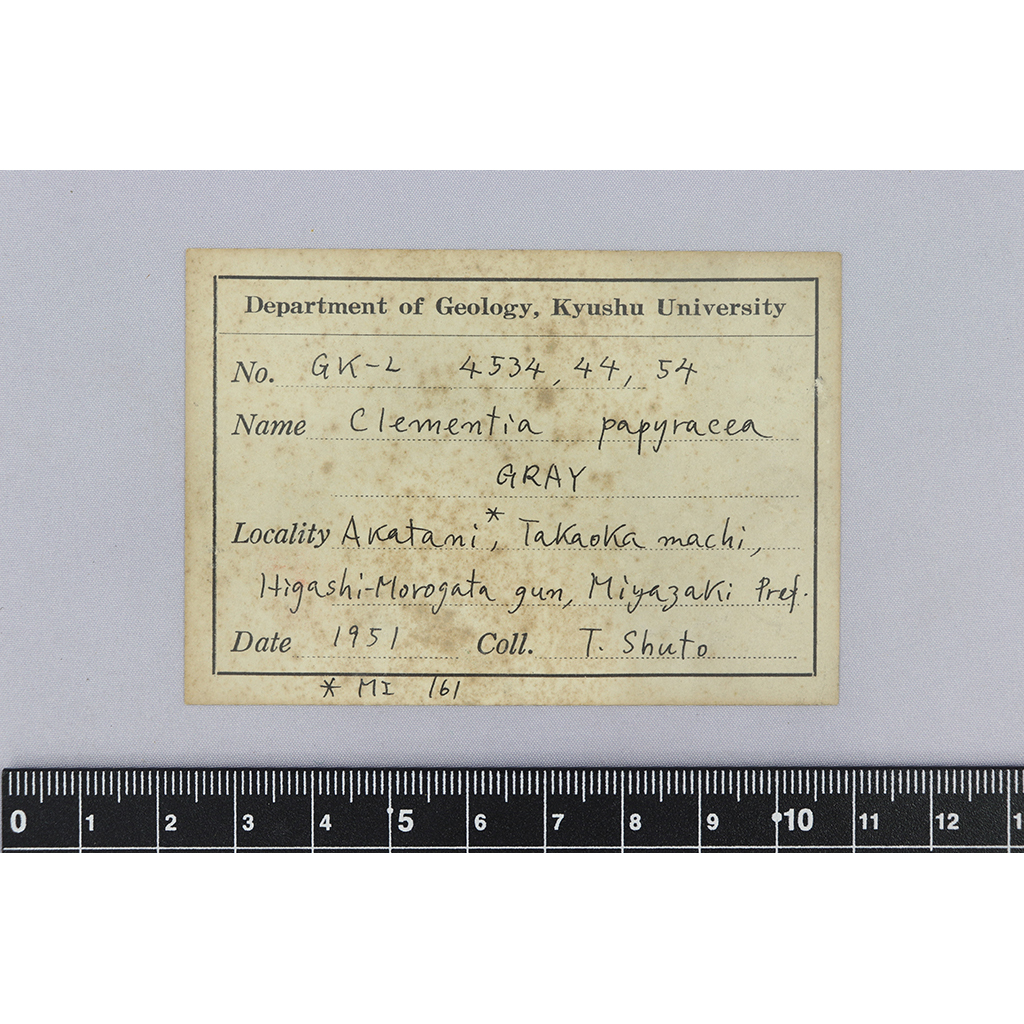 Department of Geology, Kyushu University
No. GK-L 4534, 44, 54
Name Clementia papyracea
GRAY
Locality Akatani*, Takaoka machi,
Higashi-Morogata gun, Miyazaki Pref.
Date 1951 Coll. T. Shuto
* MI 161
0 1 2 3 4 5 6 7 8 9 10 11 12 1